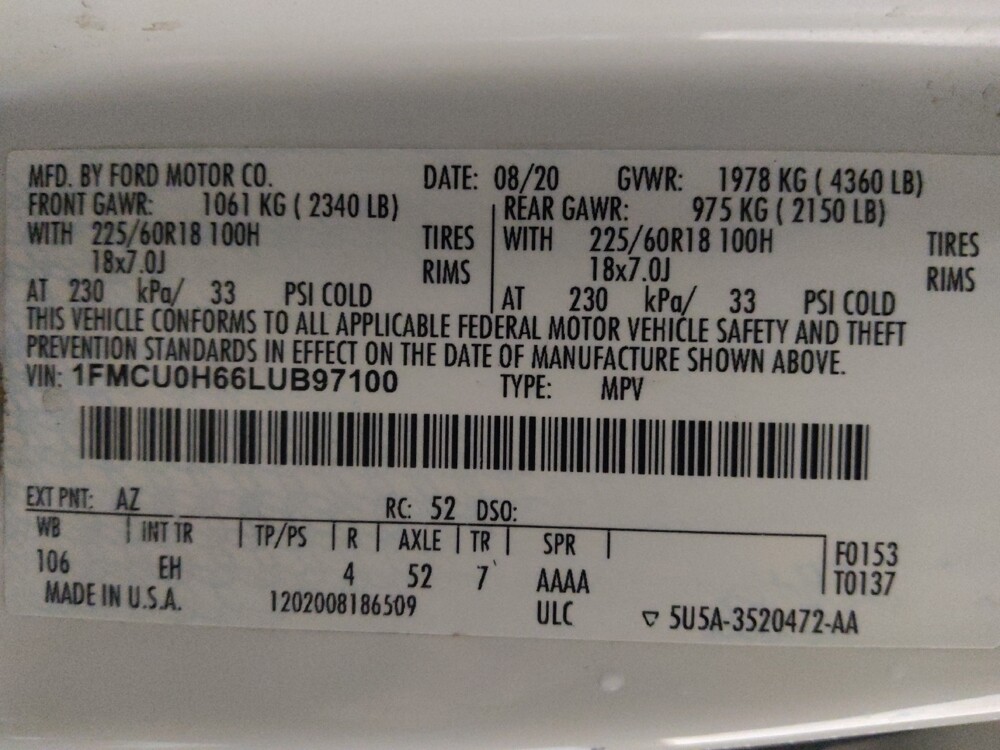 MFD. BY FORD MOTOR CO. DATE: 08/20 GVWR: 1978 KG ( 4360 LB)
FRONT GAWR: 1061 KG ( 2340 LB) REAR GAWR: 975 KG ( 2150 LB)
WITH 225/60R18 100H TIRES WITH 225/60R18 100H TIRES
18x7.0J RIMS 18x7.0J RIMS
AT 230 kPa/ 33 PSI COLD AT 230 kPa/ 33 PSI COLD
THIS VEHICLE CONFORMS TO ALL APPLICABLE FEDERAL MOTOR VEHICLE SAFETY AND THEFT
PREVENTION STANDARDS IN EFFECT ON THE DATE OF MANUFACTURE SHOWN ABOVE.
VIN: 1FMCU0H66LUB97100 TYPE: MPV
EXT PNT: AZ RC: 52 DSO:
WB INT TR TP/PS R AXLE TR SPR F0153
106 EH 4 52 7 AAAA T0137
MADE IN U.S.A. 1202008186509 ULC ▽ 5U5A-3520472-AA